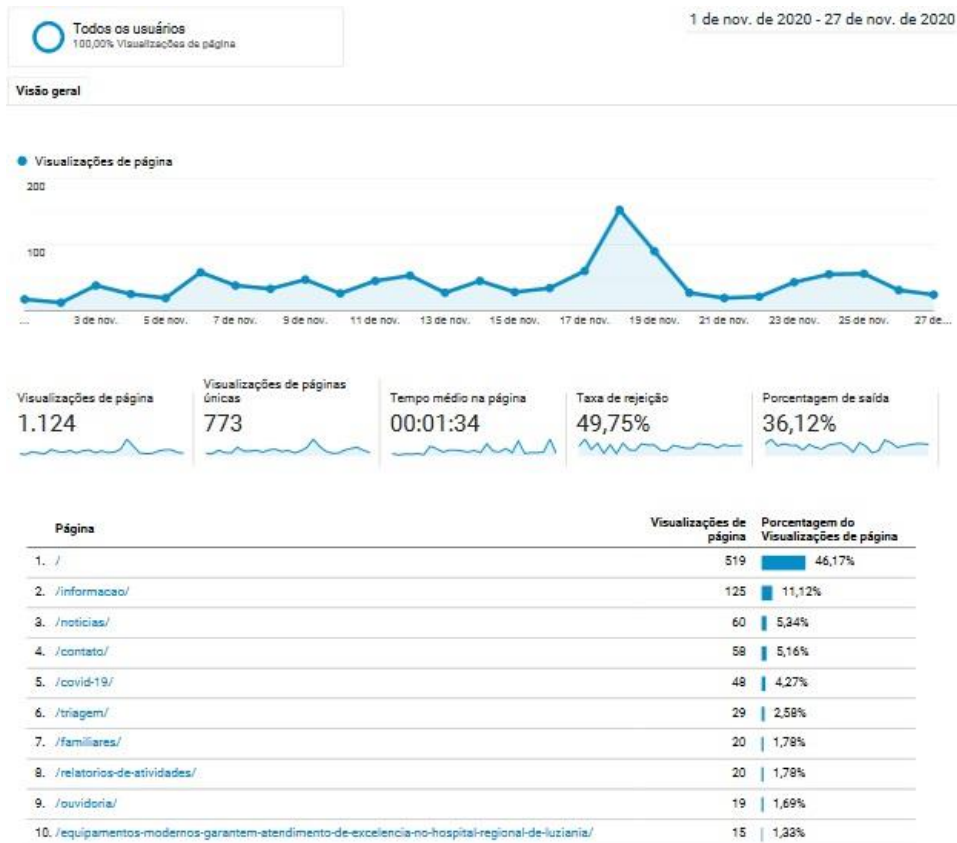 Todos os usuários
100,00% Visualizações de página
1 de nov. de 2020 - 27 de nov. de 2020
Visão geral
Visualizações de página
200
100
...
3 de nov.
5 de nov.
7 de nov.
9 de nov.
11 de nov.
13 de nov.
15 de nov.
17 de nov.
19 de nov.
21 de nov.
23 de nov.
25 de nov.
27 de...
Visualizações de página
1.124
Visualizações de páginas
únicas
773
Tempo médio na página
00:01:34
Taxa de rejeição
49,75%
Porcentagem de saída
36,12%
Página
Visualizações de
página
Porcentagem do
Visualizações de página
1. / 519 46,17%
2. /informacao/ 125 11,12%
3. /noticias/ 60 5,34%
4. /contato/ 58 5,16%
5. /covid-19/ 48 4,27%
6. /triagem/ 29 2,58%
7. /familiares/ 20 1,78%
8. /relatorios-de-atividades/ 20 1,78%
9. /ouvidoria/ 19 1,69%
10. /equipamentos-modernos-garantem-atendimento-de-excelencia-no-hospital-regional-de-luziania/ 15 1,33%